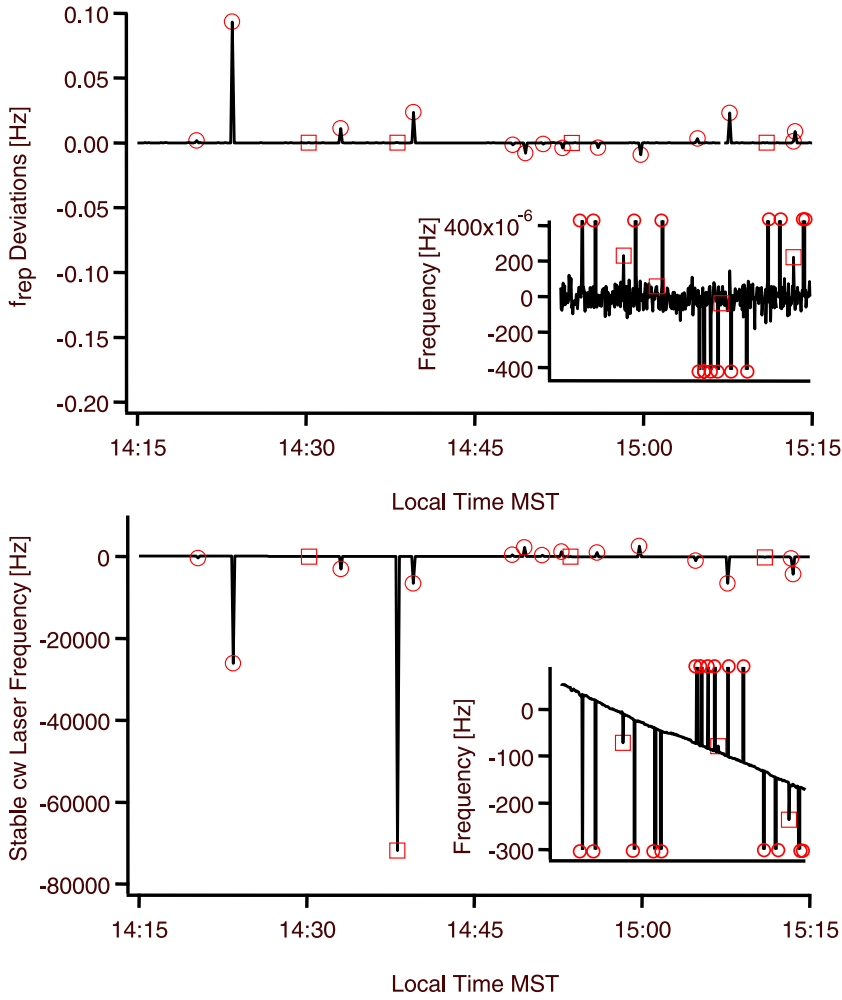 0.10
0.05
0.00
-0.05
-0.10
-0.15
-0.20
f_rep Deviations [Hz]
400x10^-6
200
0
-200
-400
Frequency [Hz]
14:15 14:30 14:45 15:00 15:15
Local Time MST
0
-20000
-40000
-60000
-80000
Stable cw Laser Frequency [Hz]
0
-100
-200
-300
Frequency [Hz]
14:15 14:30 14:45 15:00 15:15
Local Time MST